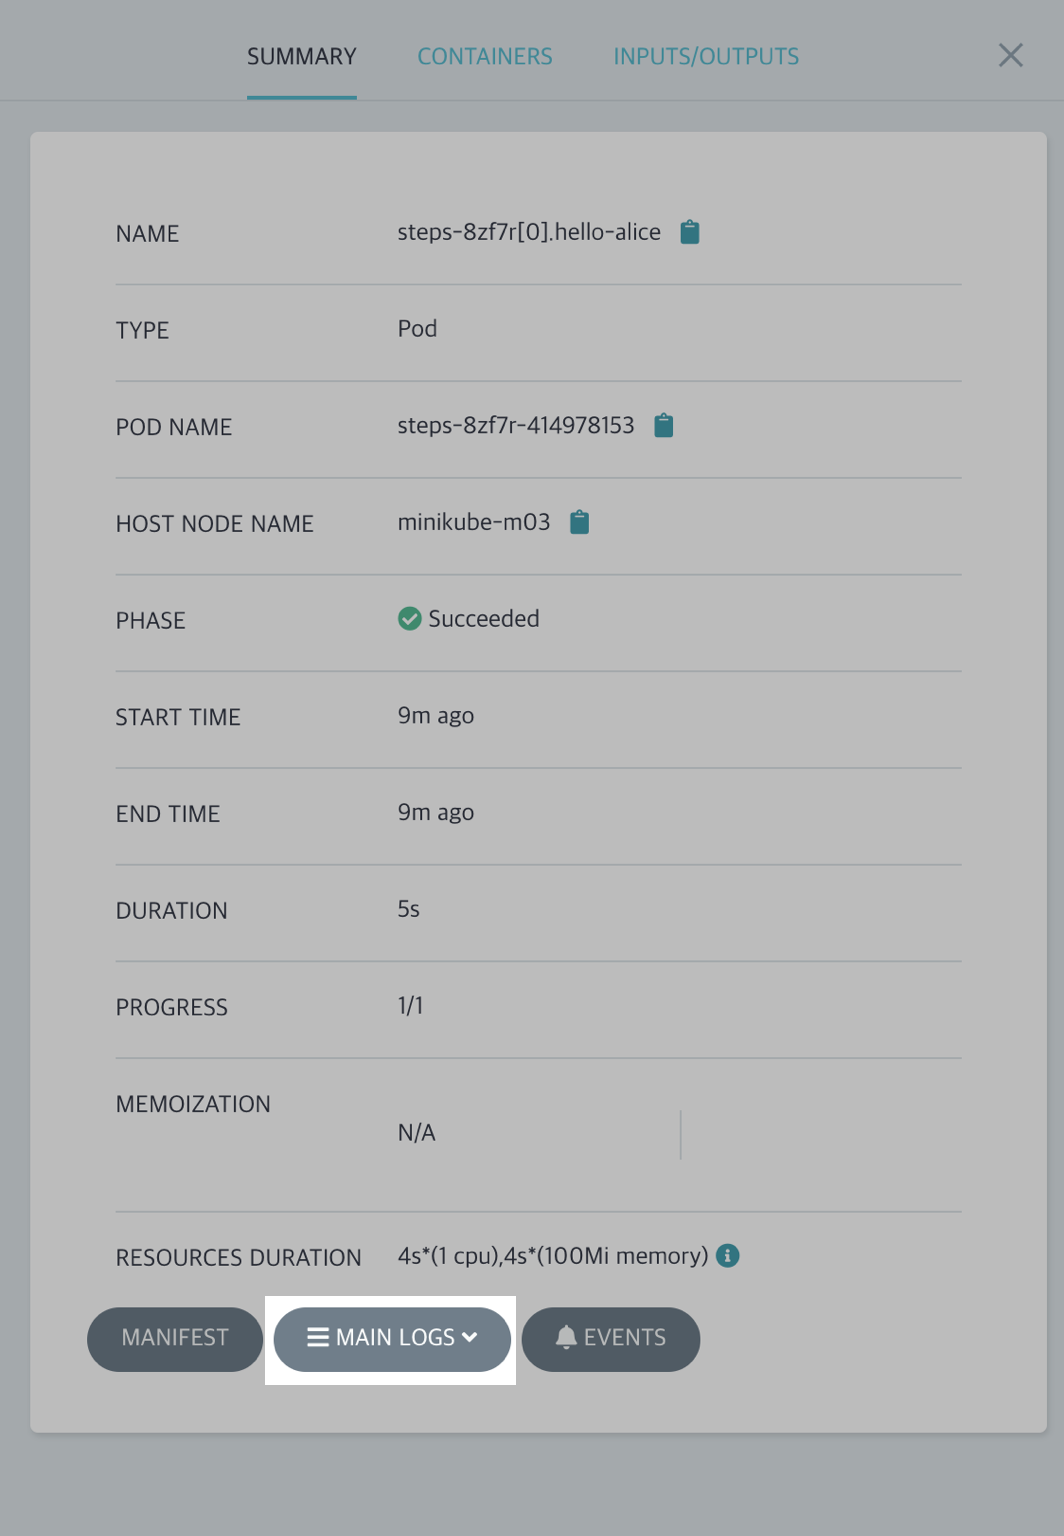 SUMMARY CONTAINERS INPUTS/OUTPUTS
NAME steps-8zf7r[0].hello-alice
TYPE Pod
POD NAME steps-8zf7r-414978153
HOST NODE NAME minikube-m03
PHASE Succeeded
START TIME 9m ago
END TIME 9m ago
DURATION 5s
PROGRESS 1/1
MEMOIZATION
N/A
RESOURCES DURATION 4s*(1 cpu),4s*(100Mi memory)
MANIFEST MAIN LOGS EVENTS